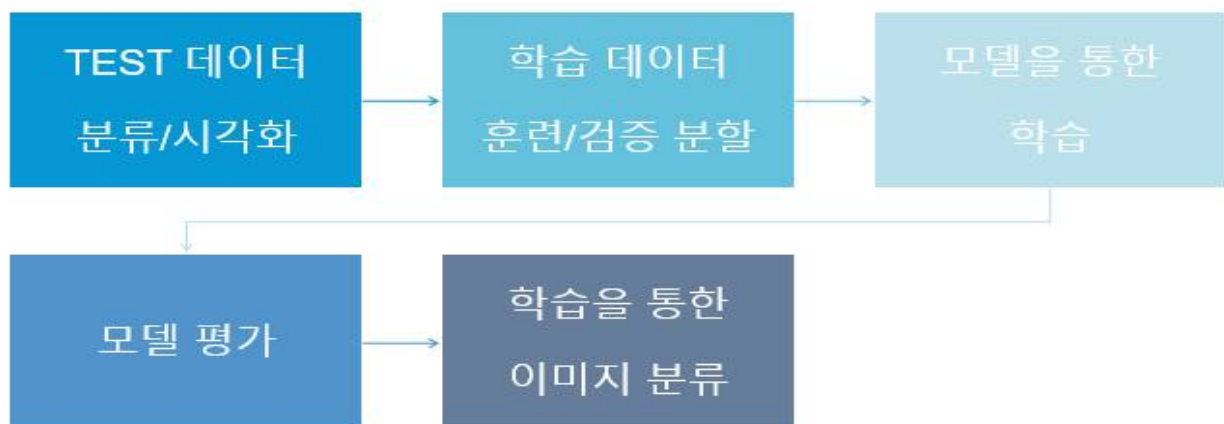 TEST 데이터
분류/시각화
학습 데이터
훈련/검증 분할
모델을 통한
학습
모델 평가
학습을 통한
이미지 분류